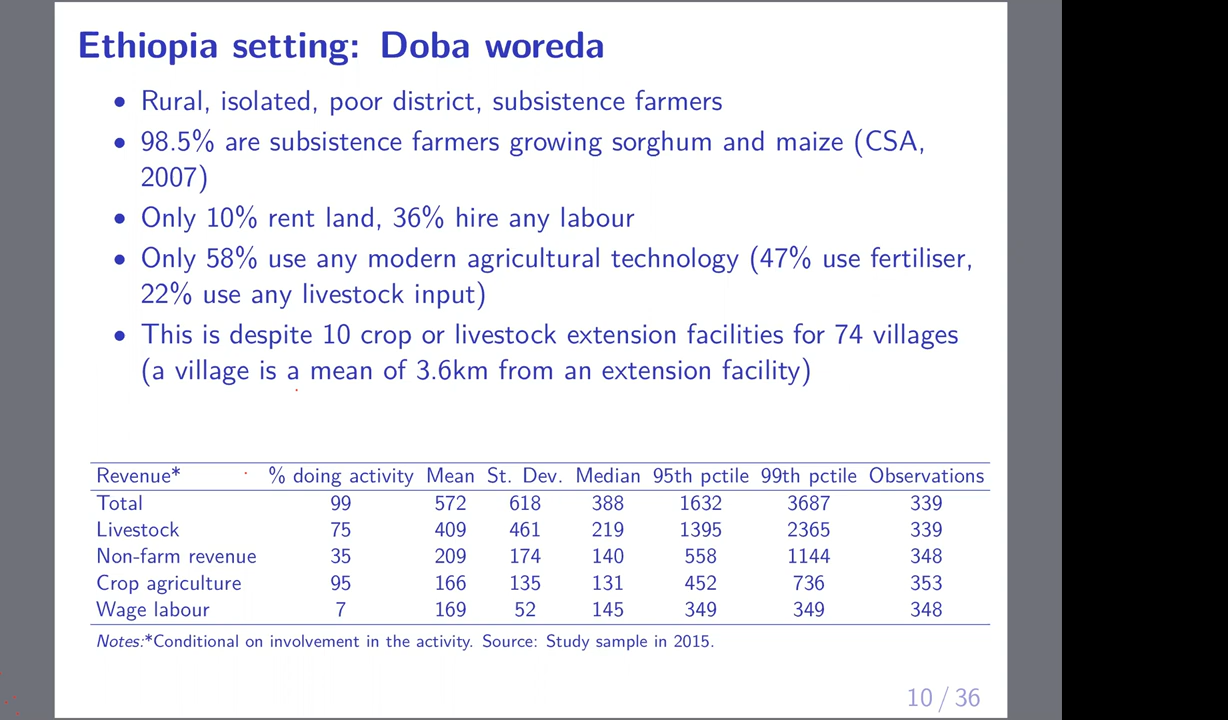 Ethiopia setting: Doba woreda
• Rural, isolated, poor district, subsistence farmers
• 98.5% are subsistence farmers growing sorghum and maize (CSA,
2007)
• Only 10% rent land, 36% hire any labour
• Only 58% use any modern agricultural technology (47% use fertiliser,
22% use any livestock input)
• This is despite 10 crop or livestock extension facilities for 74 villages
(a village is a mean of 3.6km from an extension facility)
Revenue* % doing activity Mean St. Dev. Median 95th pctile 99th pctile Observations
Total 99 572 618 388 1632 3687 339
Livestock 75 409 461 219 1395 2365 339
Non-farm revenue 35 209 174 140 558 1144 348
Crop agriculture 95 166 135 131 452 736 353
Wage labour 7 169 52 145 349 349 348
Notes:*Conditional on involvement in the activity. Source: Study sample in 2015.
10 / 36